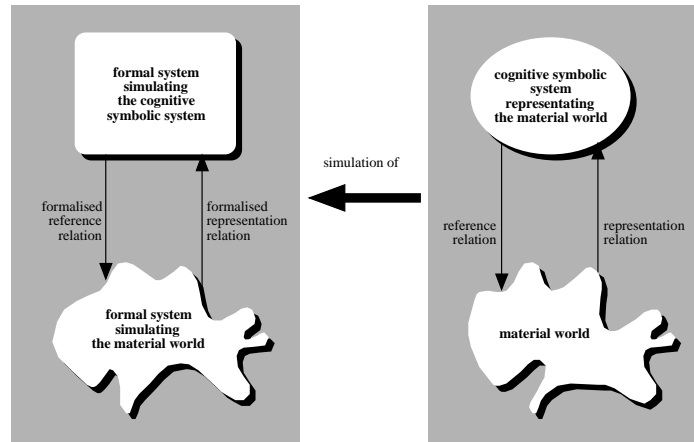 formal system
simulating
the cognitive
symbolic system
formalised
reference
relation
formalised
representation
relation
formal system
simulating
the material world
simulation of
cognitive symbolic
system
representating
the material world
reference
relation
representation
relation
material world